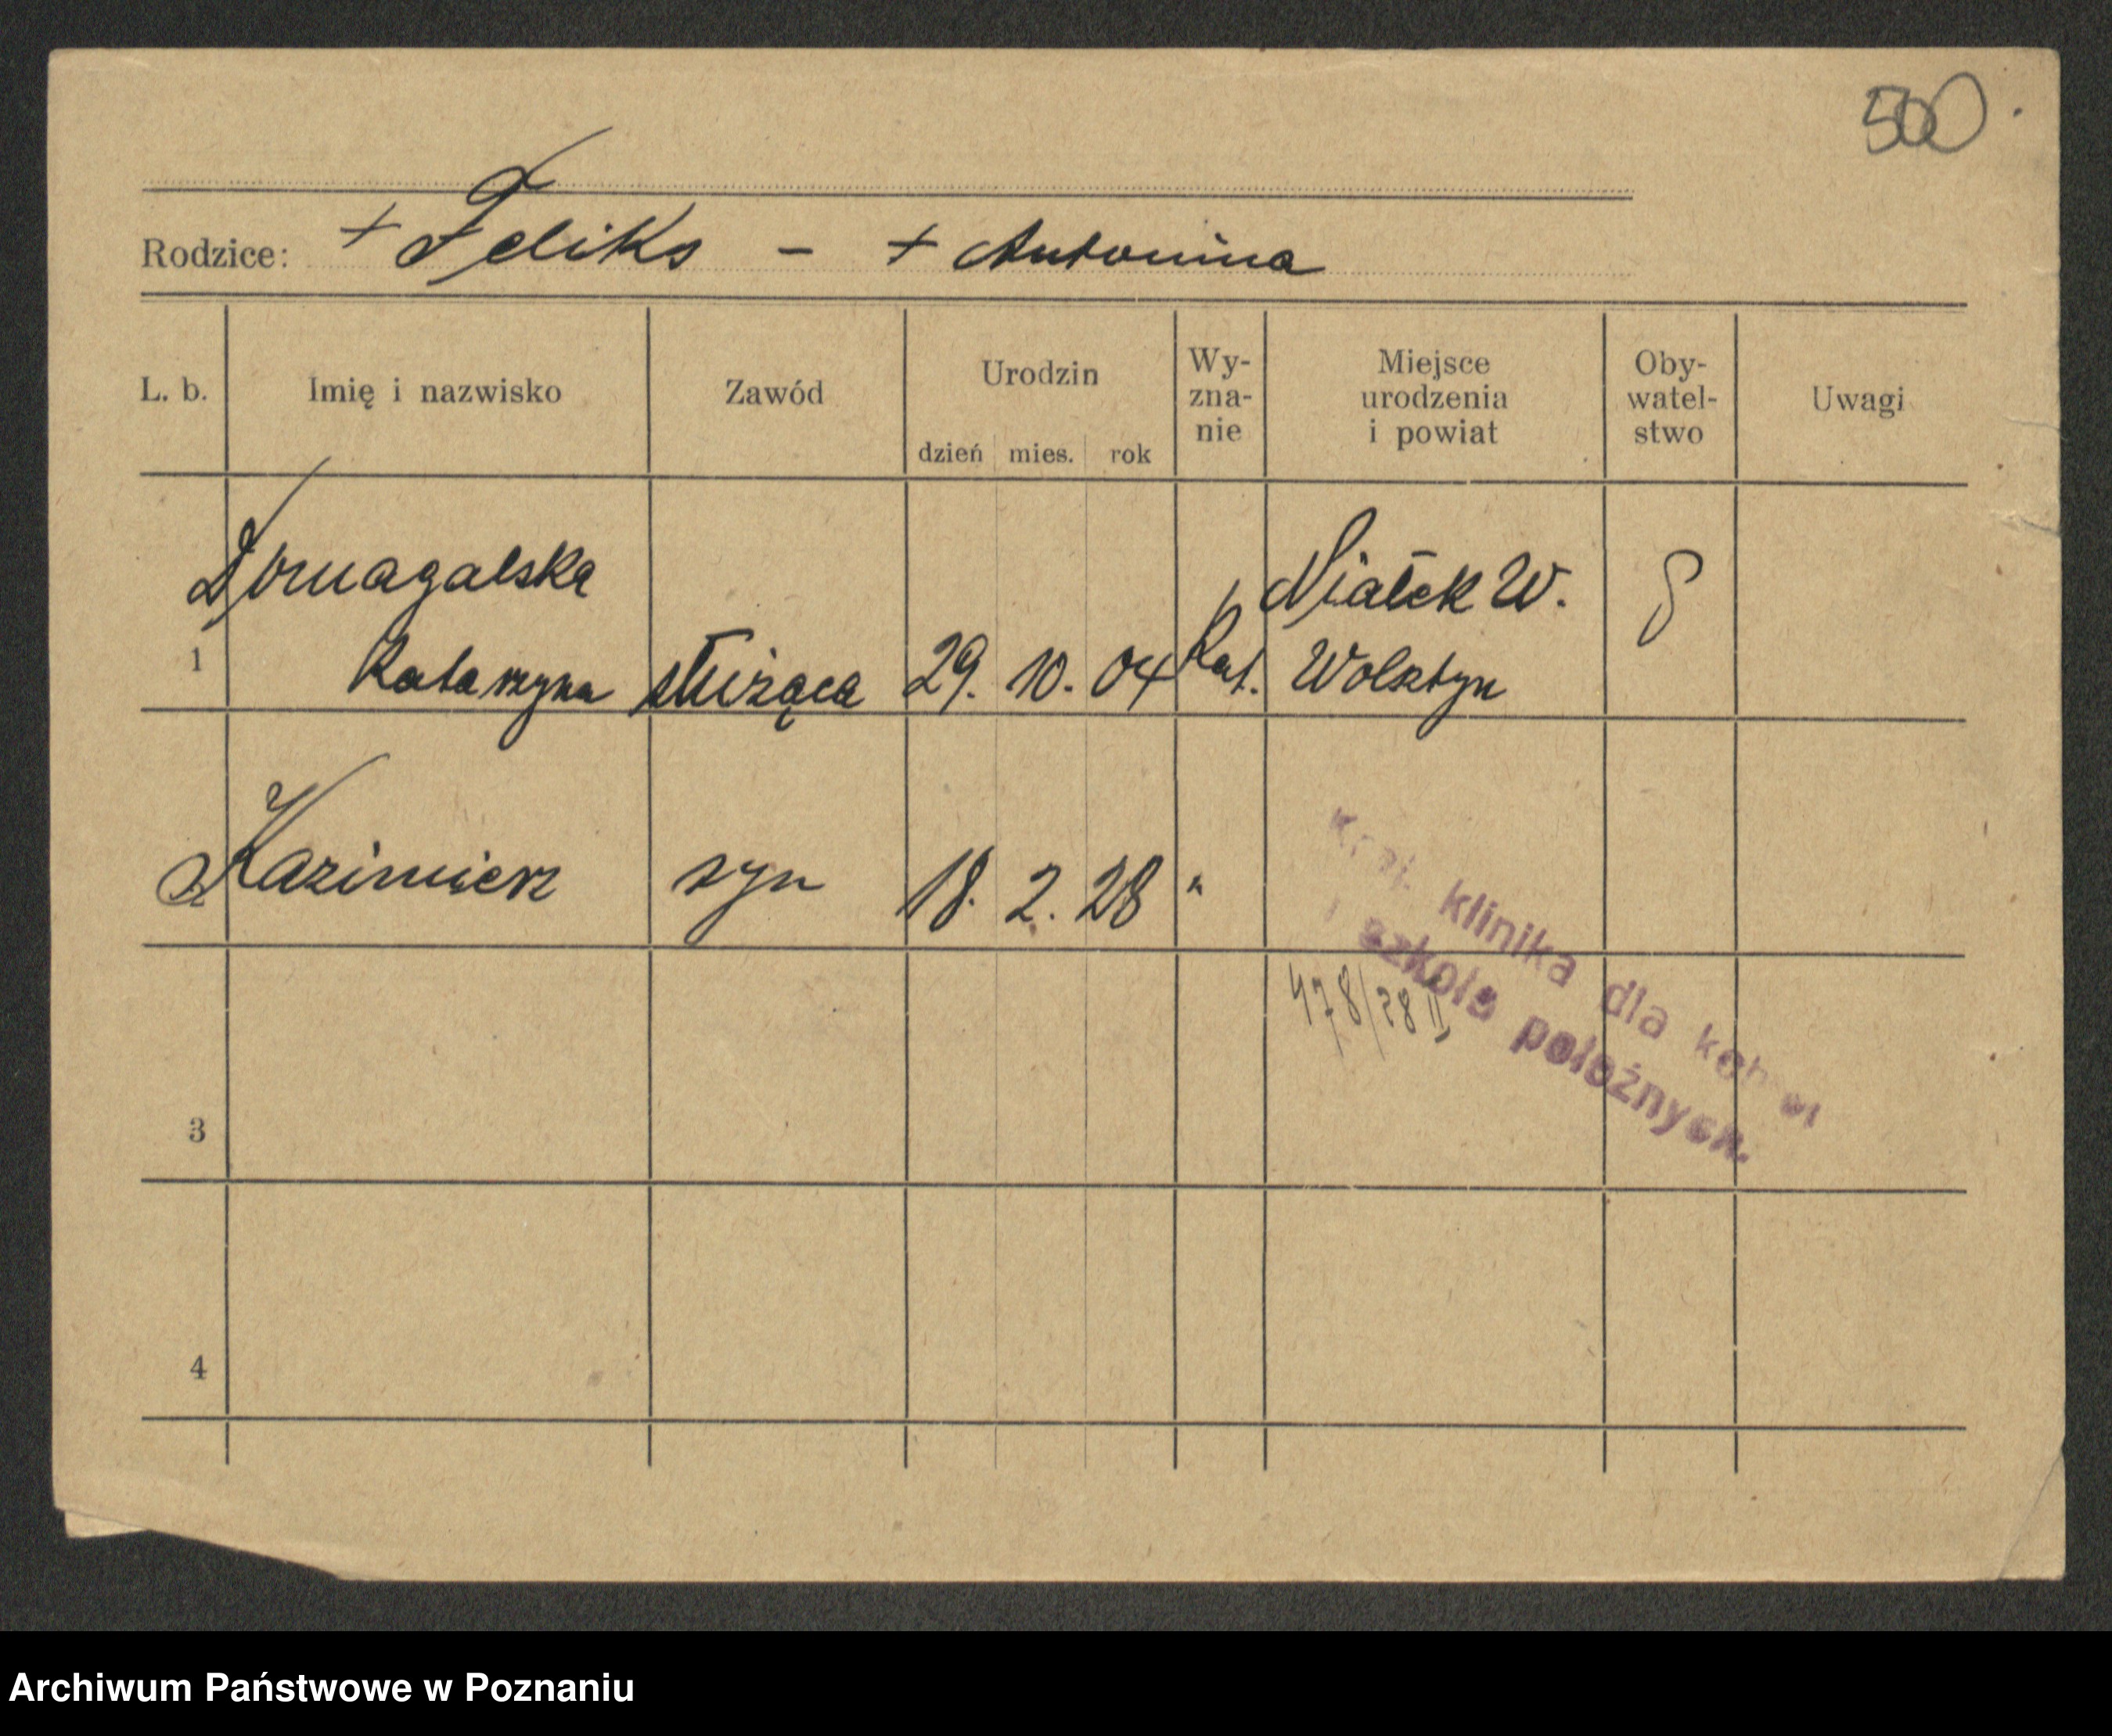 500.
Rodzice: + Feliks - + Antonina
L. b. Imię i nazwisko Zawód Urodzin dzień mies. rok Wy-zna-nie Miejsce urodzenia i powiat Oby-watel-stwo Uwagi
Domagalska Niałek W.
1 Katarzyna służąca 29. 10. 04 Kat. Wolsztyn
2 Kazimierz syn 18. 2. 28 "
klinika dla kobiet
i szkoła położnych.
478/28 II
3
4
Archiwum Państwowe w Poznaniu